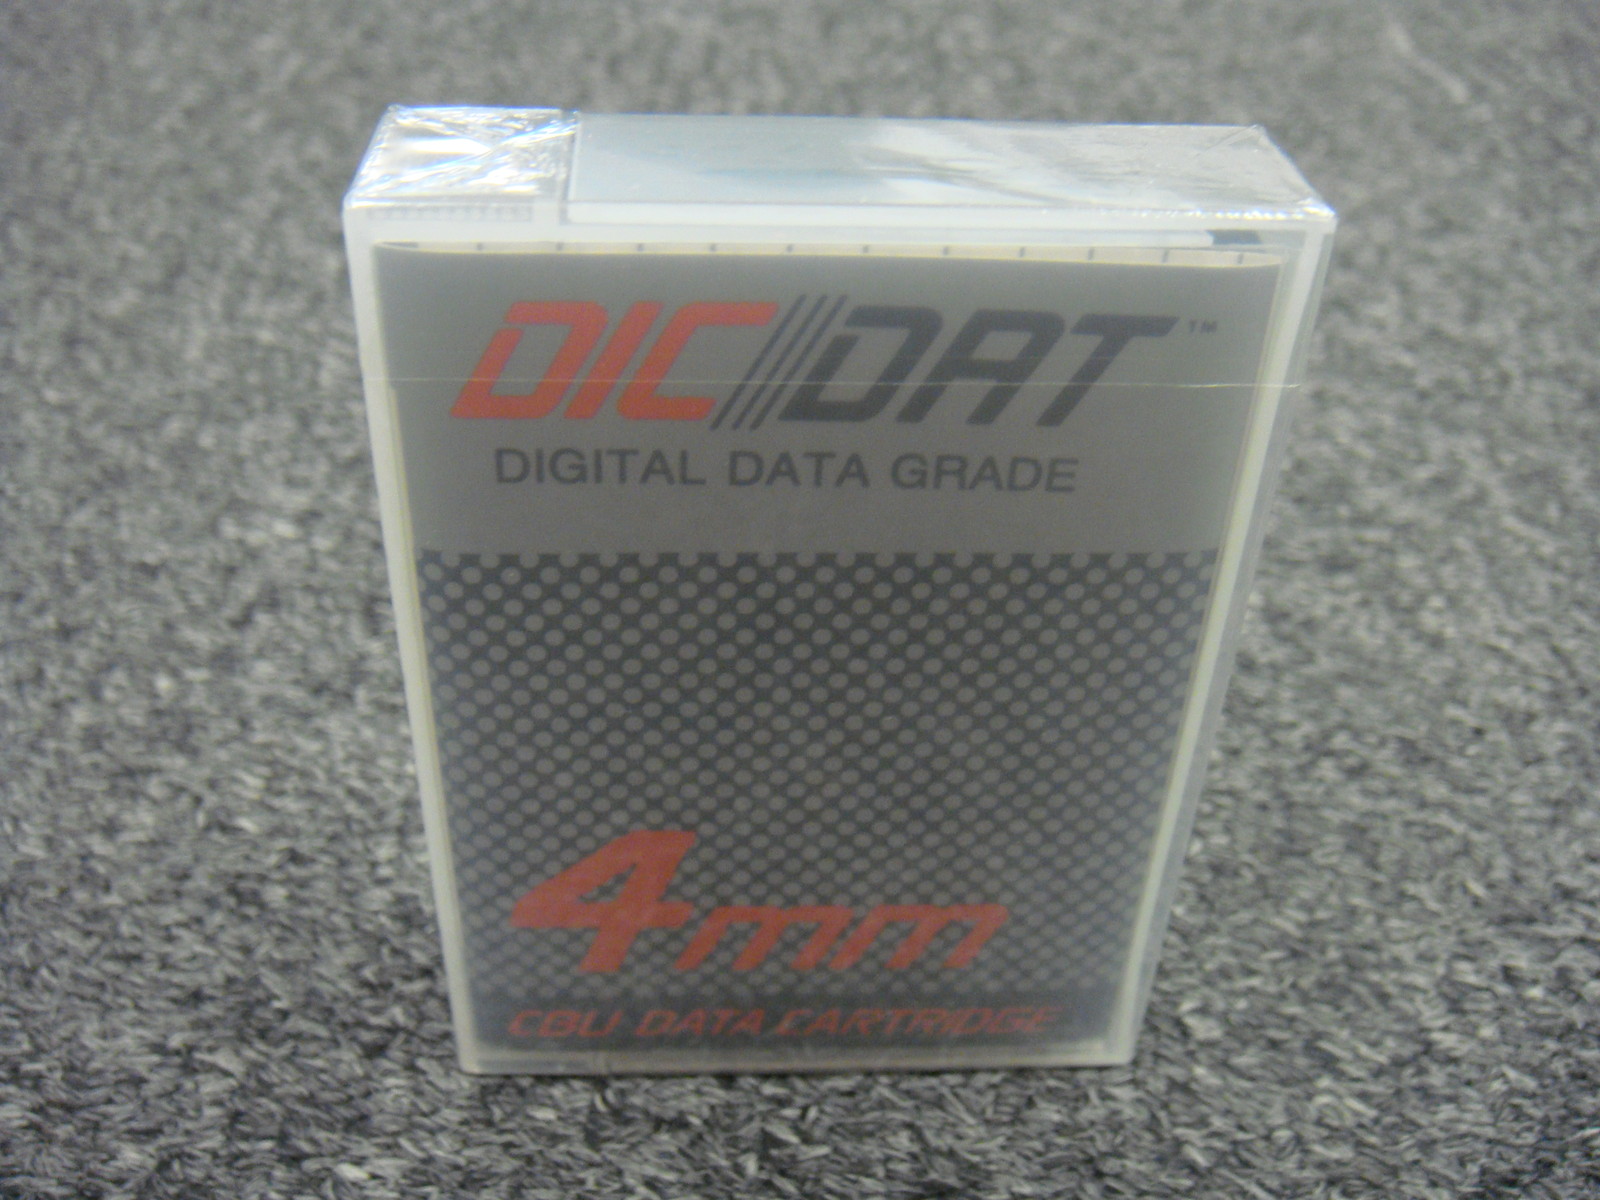 DIC///DAT™
DIGITAL DATA GRADE
4mm
CBU DATA CARTRIDGE